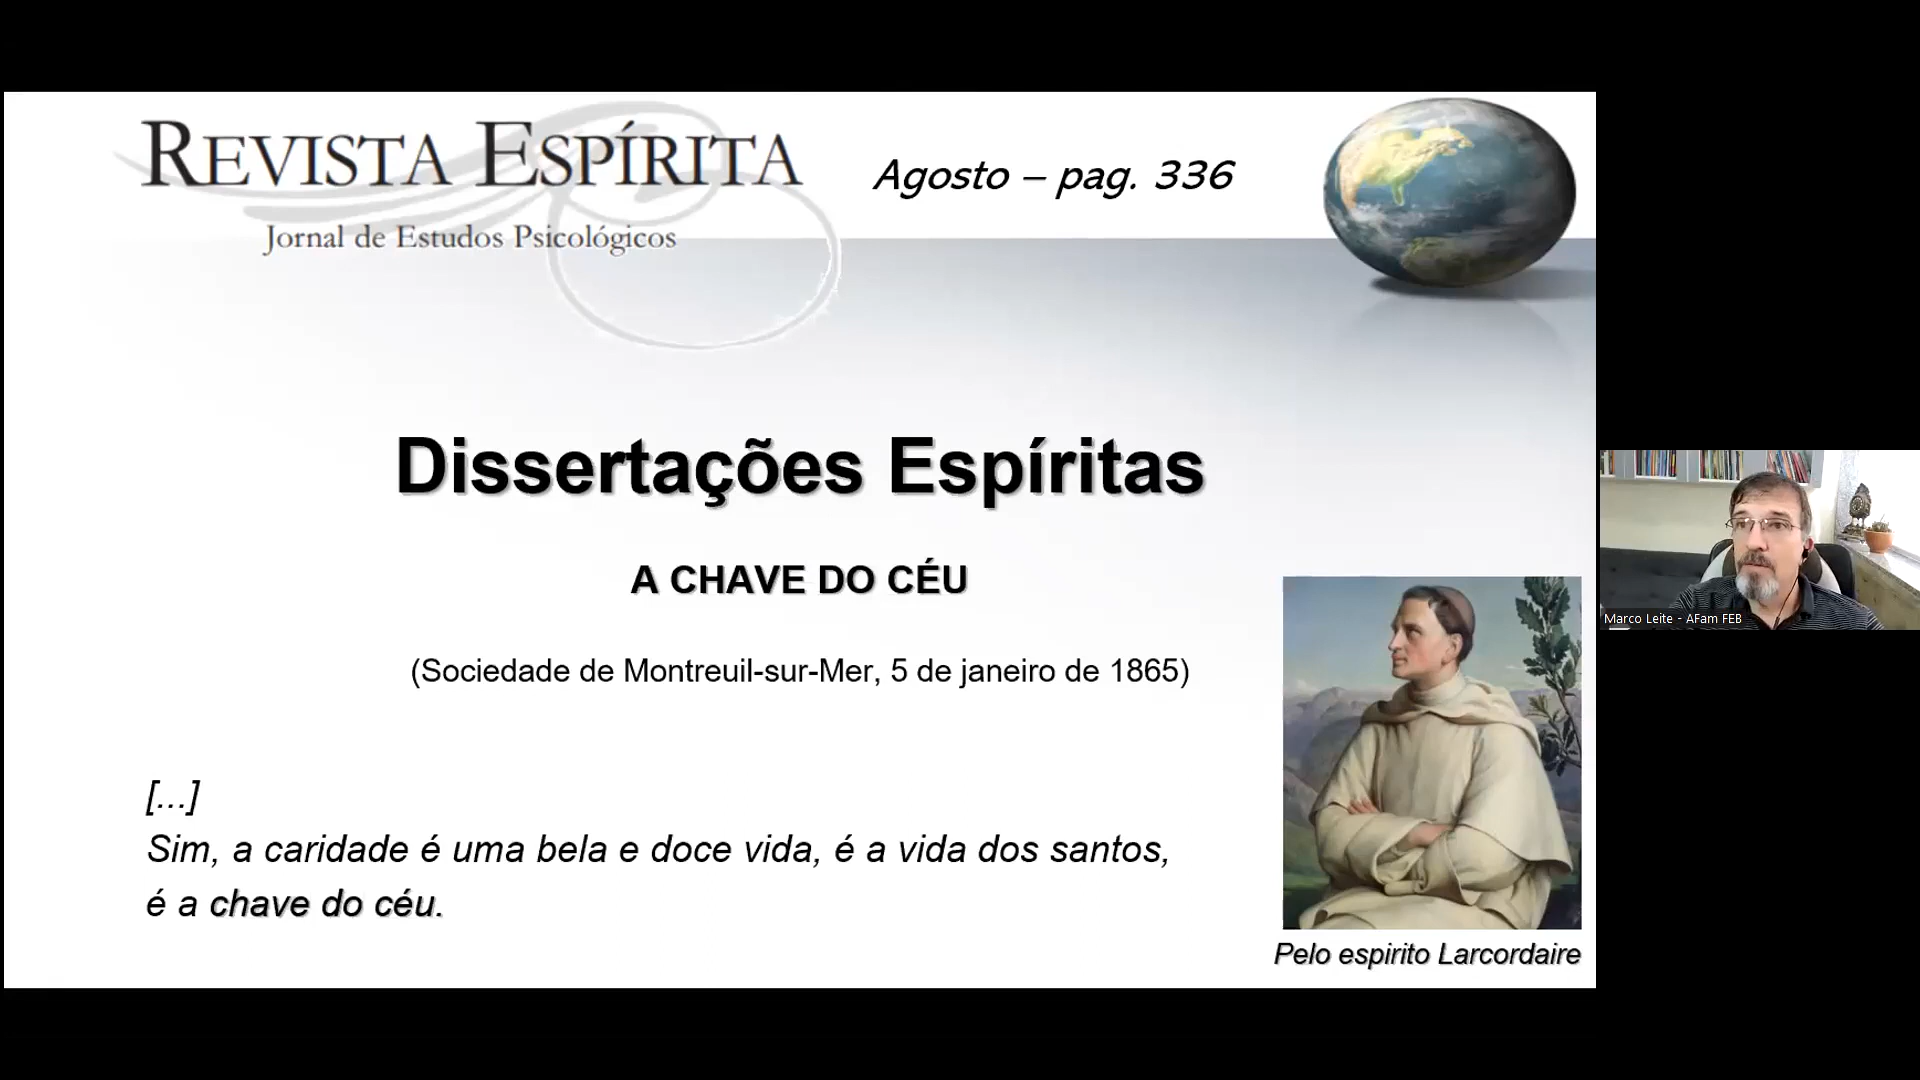 REVISTA ESPÍRITA
Jornal de Estudos Psicológicos
Agosto – pag. 336
Dissertações Espíritas
A CHAVE DO CÉU
(Sociedade de Montreuil-sur-Mer, 5 de janeiro de 1865)
[...]
Sim, a caridade é uma bela e doce vida, é a vida dos santos,
é a chave do céu.
Pelo espirito Larcordaire
Marco Leite - AFam FEB